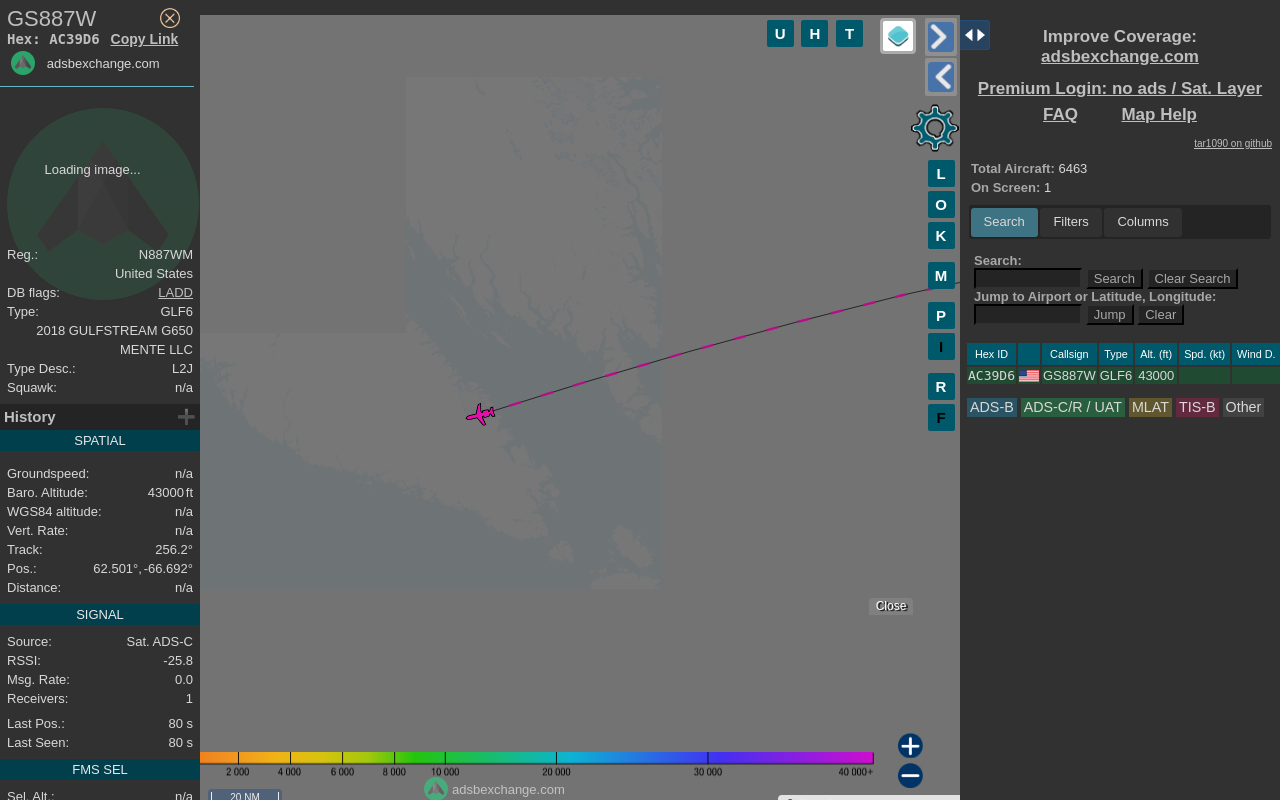 GS887W
Hex: AC39D6 Copy Link
adsbexchange.com
Loading image...
Reg.: N887WM
United States
DB flags: LADD
Type: GLF6
2018 GULFSTREAM G650
MENTE LLC
Type Desc.: L2J
Squawk: n/a
History
SPATIAL
Groundspeed: n/a
Baro. Altitude: 43000 ft
WGS84 altitude: n/a
Vert. Rate: n/a
Track: 256.2°
Pos.: 62.501°, -66.692°
Distance: n/a
SIGNAL
Source: Sat. ADS-C
RSSI: -25.8
Msg. Rate: 0.0
Receivers: 1
Last Pos.: 80 s
Last Seen: 80 s
FMS SEL
Sel. Alt.: n/a
U H T
L
O
K
M
P
I
R
F
Close
2 000 4 000 6 000 8 000 10 000 20 000 30 000 40 000+
20 NM
adsbexchange.com
Improve Coverage:
adsbexchange.com
Premium Login: no ads / Sat. Layer
FAQ Map Help
tar1090 on github
Total Aircraft: 6463
On Screen: 1
Search Filters Columns
Search:
Search Clear Search
Jump to Airport or Latitude, Longitude:
Jump Clear
Hex ID Callsign Type Alt. (ft) Spd. (kt) Wind D.
AC39D6 GS887W GLF6 43000
ADS-B ADS-C/R / UAT MLAT TIS-B Other